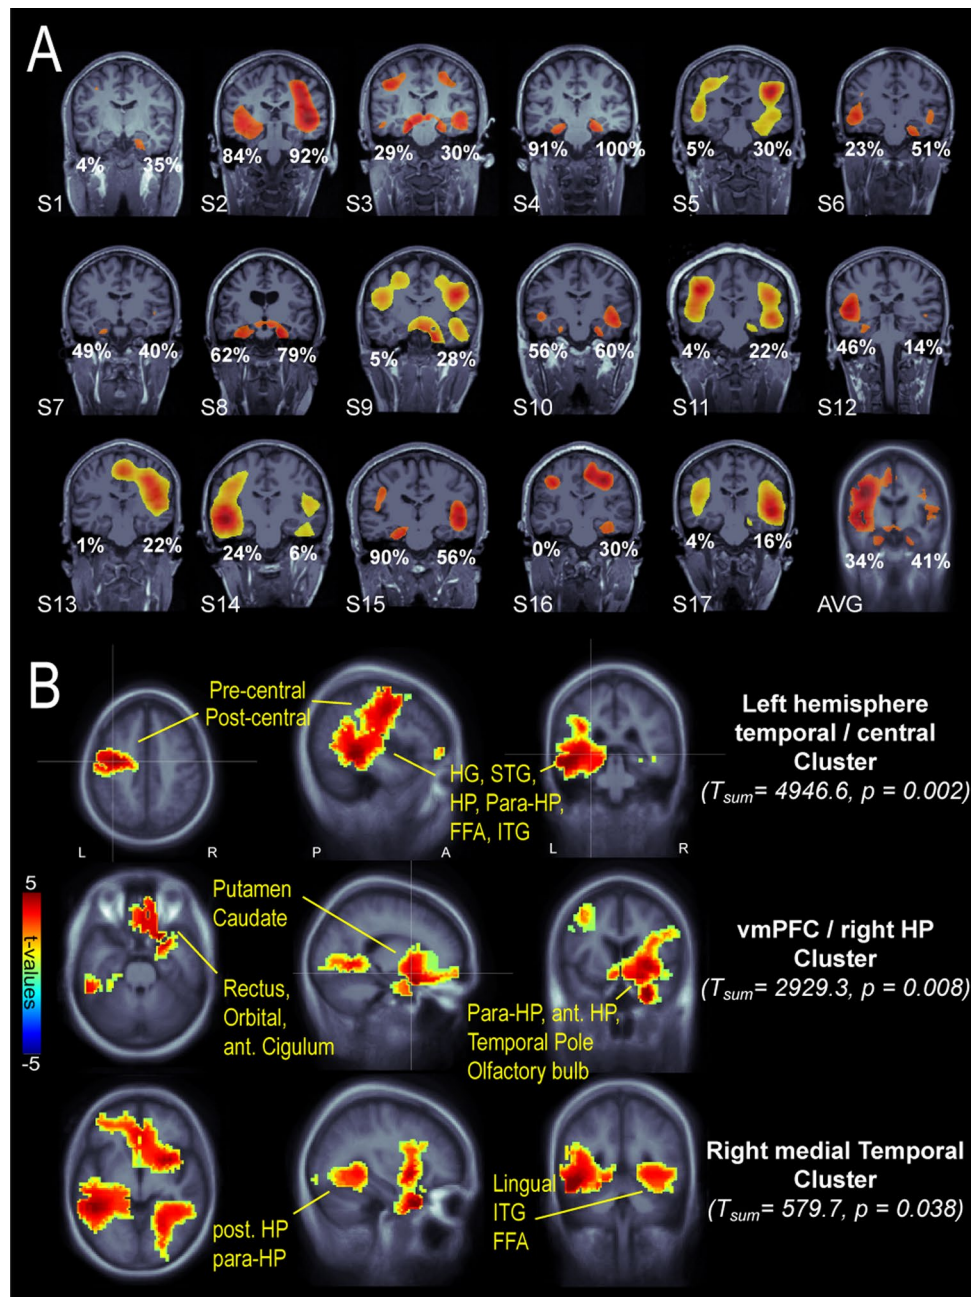 A
4% 35%
S1
84% 92%
S2
29% 30%
S3
91% 100%
S4
5% 30%
S5
23% 51%
S6
49% 40%
S7
62% 79%
S8
5% 28%
S9
56% 60%
S10
4% 22%
S11
46% 14%
S12
1% 22%
S13
24% 6%
S14
90% 56%
S15
0% 30%
S16
4% 16%
S17
34% 41%
AVG
B
Pre-central
Post-central
HG, STG,
HP, Para-HP,
FFA, ITG
L R
P A
L R
Left hemisphere
temporal / central
Cluster
(Tsum= 4946.6, p = 0.002)
5
t-values
-5
Putamen
Caudate
Rectus,
Orbital,
ant. Cigulum
Para-HP, ant. HP,
Temporal Pole
Olfactory bulb
vmPFC / right HP
Cluster
(Tsum= 2929.3, p = 0.008)
post. HP
para-HP
Lingual
ITG
FFA
Right medial Temporal
Cluster
(Tsum= 579.7, p = 0.038)